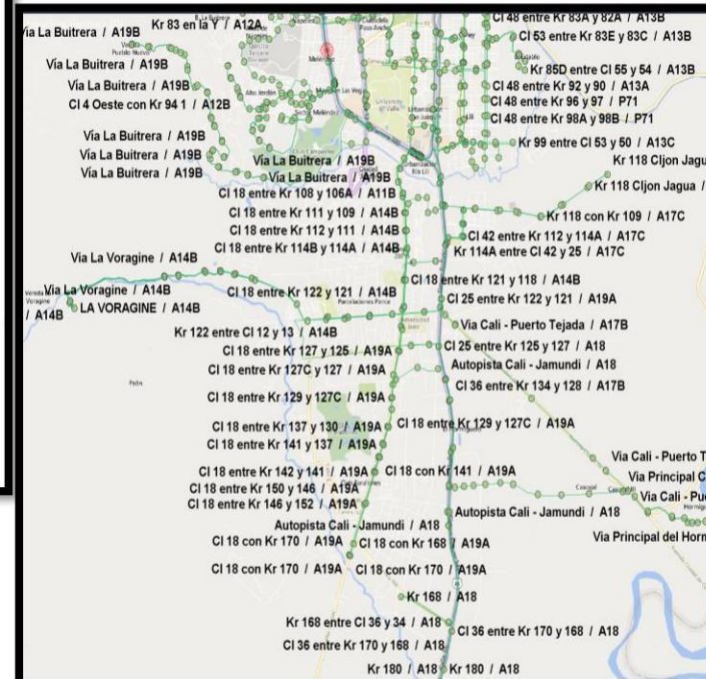 Kr 83 en la Y / A12A
Cl 48 entre Kr 83A y 82A / A13B
Vía La Buitrera / A19B
Cl 53 entre Kr 83E y 83C / A13B
Vía La Buitrera / A19B
Kr 85D entre Cl 55 y 54 / A13B
Vía La Buitrera / A19B
Cl 48 entre Kr 92 y 90 / A13A
Cl 4 Oeste con Kr 94 1 / A12B
Cl 48 entre Kr 96 y 97 / P71
Cl 48 entre Kr 98A y 98B / P71
Vía La Buitrera / A19B
Kr 99 entre Cl 53 y 50 / A13C
Vía La Buitrera / A19B
Vía La Buitrera / A19B
Kr 118 Cljon Jagu
Vía La Buitrera / A19B
Vía La Buitrera / A19B
Kr 118 Cljon Jagua /
Cl 18 entre Kr 108 y 106A / A11B
Cl 18 entre Kr 111 y 109 / A14B
Kr 118 con Kr 109 / A17C
Cl 18 entre Kr 112 y 111 / A14B
Cl 42 entre Kr 112 y 114A / A17C
Cl 18 entre Kr 114B y 114A / A14B
Kr 114A entre Cl 42 y 25 / A17C
Vía La Voragine / A14B
Cl 18 entre Kr 121 y 118 / A14B
Vía La Voragine / A14B
Cl 18 entre Kr 122 y 121 / A14B
Cl 25 entre Kr 122 y 121 / A19A
LA VORAGINE / A14B
/ A14B
Vía Cali - Puerto Tejada / A17B
Kr 122 entre Cl 12 y 13 / A14B
Cl 18 entre Kr 127 y 125 / A19A
Cl 25 entre Kr 125 y 127 / A18
Cl 18 entre Kr 127C y 127 / A19A
Autopista Cali - Jamundi / A18
Cl 36 entre Kr 134 y 128 / A17B
Cl 18 entre Kr 129 y 127C / A19A
Cl 18 entre Kr 137 y 130 / A19A
Cl 18 entre Kr 129 y 127C / A19A
Cl 18 entre Kr 141 y 137 / A19A
Vía Cali - Puerto T
Cl 18 entre Kr 142 y 141 / A19A
Cl 18 con Kr 141 / A19A
Via Principal C
Cl 18 entre Kr 150 y 146 / A19A
Vía Cali - Pue
Cl 18 entre Kr 146 y 152 / A19A
Autopista Cali - Jamundi / A18
Autopista Cali - Jamundi / A18
Vía Principal del Horm
Cl 18 con Kr 170 / A19A
Cl 18 con Kr 168 / A19A
Cl 18 con Kr 170 / A19A
Cl 18 con Kr 170 / A19A
Kr 168 / A18
Kr 168 entre Cl 36 y 34 / A18
Cl 36 entre Kr 170 y 168 / A18
Cl 36 entre Kr 170 y 168 / A18
Kr 180 / A18
Kr 180 / A18